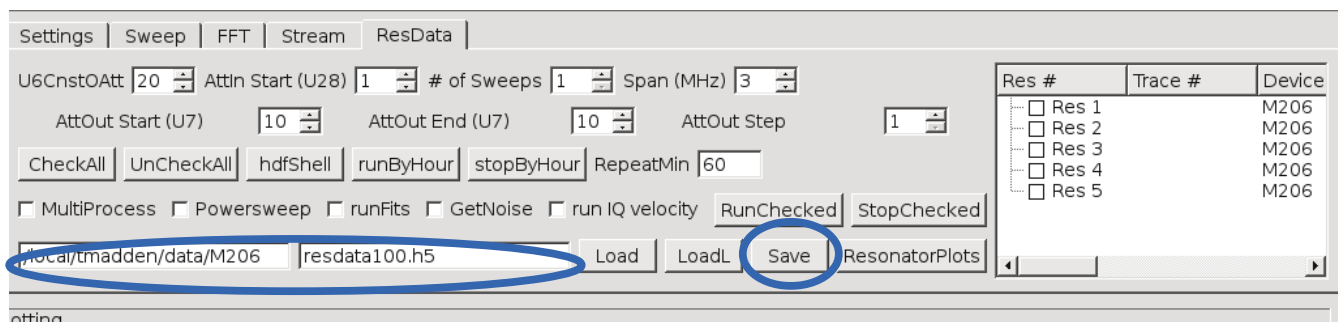 Settings Sweep FFT Stream ResData
U6CnstOAtt 20 AttIn Start (U28) 1 # of Sweeps 1 Span (MHz) 3
AttOut Start (U7) 10 AttOut End (U7) 10 AttOut Step 1
CheckAll UnCheckAll hdfShell runByHour stopByHour RepeatMin 60
MultiProcess Powersweep runFits GetNoise run IQ velocity RunChecked StopChecked
/local/tmadden/data/M206 resdata100.h5 Load LoadL Save ResonatorPlots
Res # Trace # Device
Res 1 M206
Res 2 M206
Res 3 M206
Res 4 M206
Res 5 M206
otting